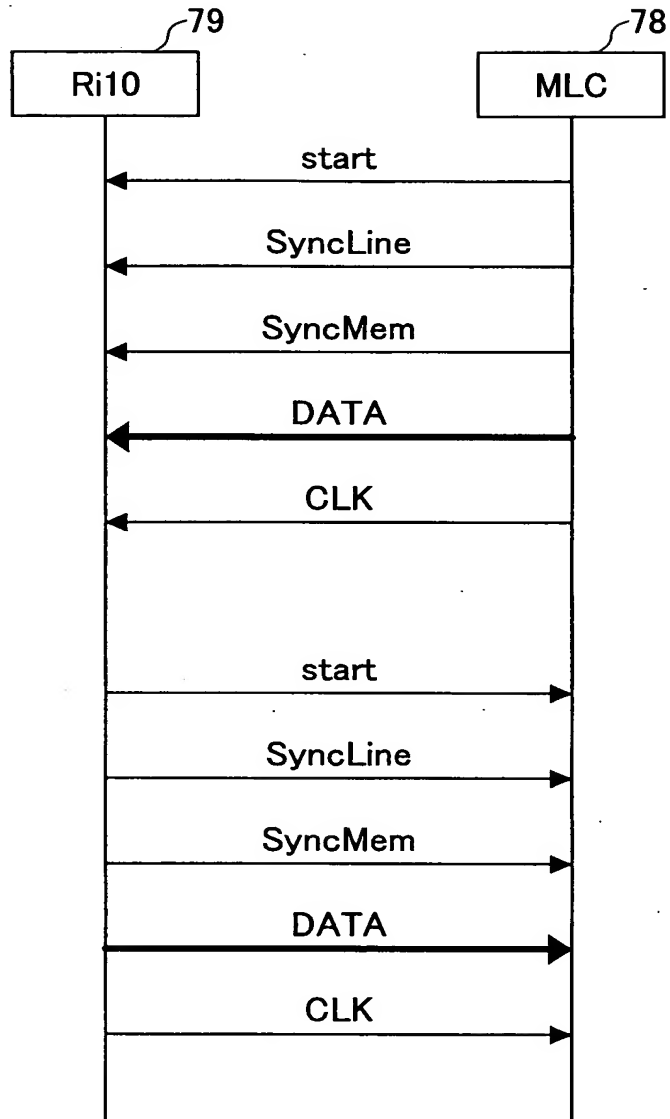 79
78
Ri10
MLC
start
SyncLine
SyncMem
DATA
CLK
start
SyncLine
SyncMem
DATA
CLK